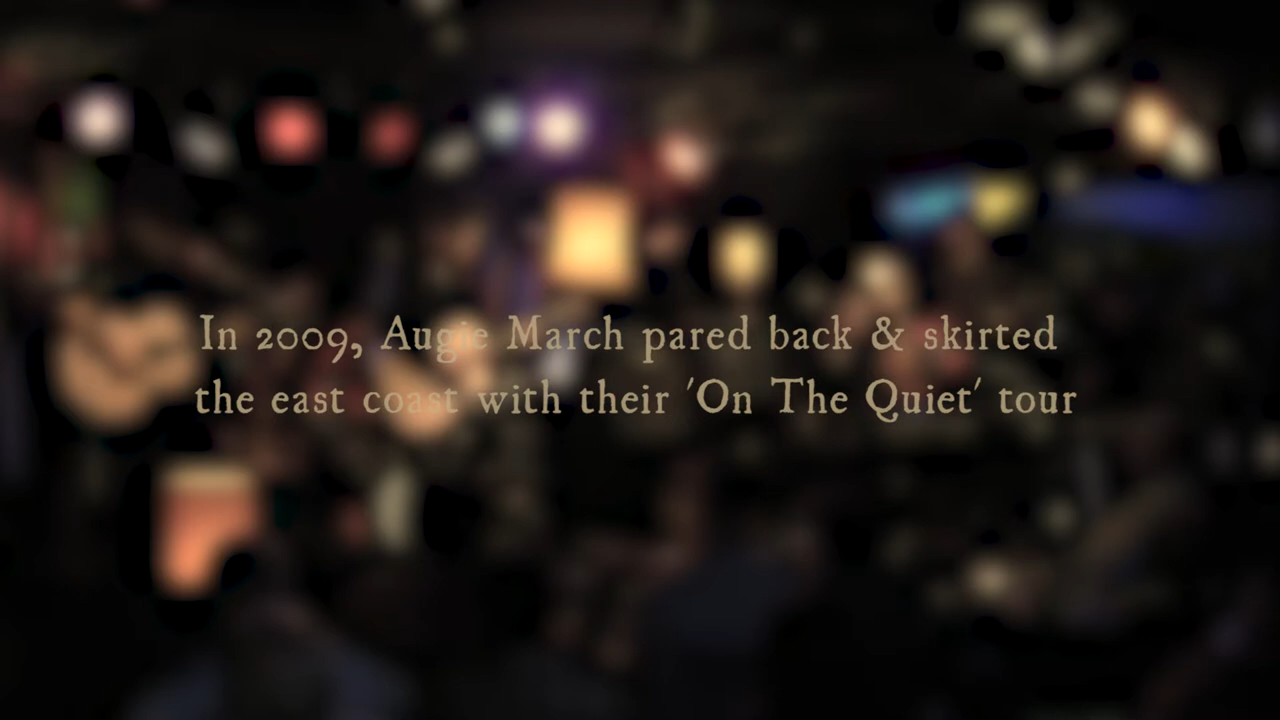 In 2009, Augie March pared back & skirted
the east coast with their 'On The Quiet' tour